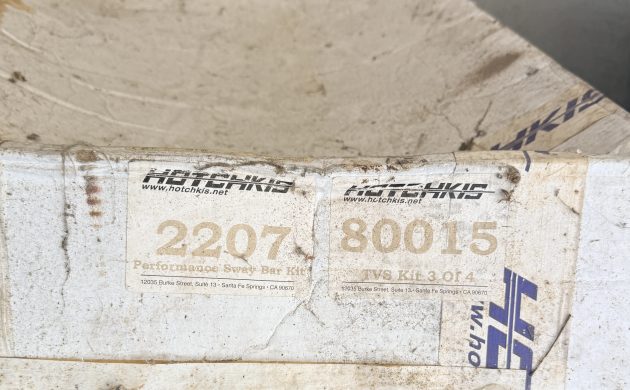 HOTCHKIS
www.hotchkis.net
2207
Performance Sway Bar Kit
12035 Burke Street, Suite 13 - Santa Fe Springs - CA 90670
HOTCHKIS
www.hotchkis.net
80015
TVS Kit 3 Of 4
12035 Burke Street, Suite 13 - Santa Fe Springs - CA 90670
HKIS
w.ho